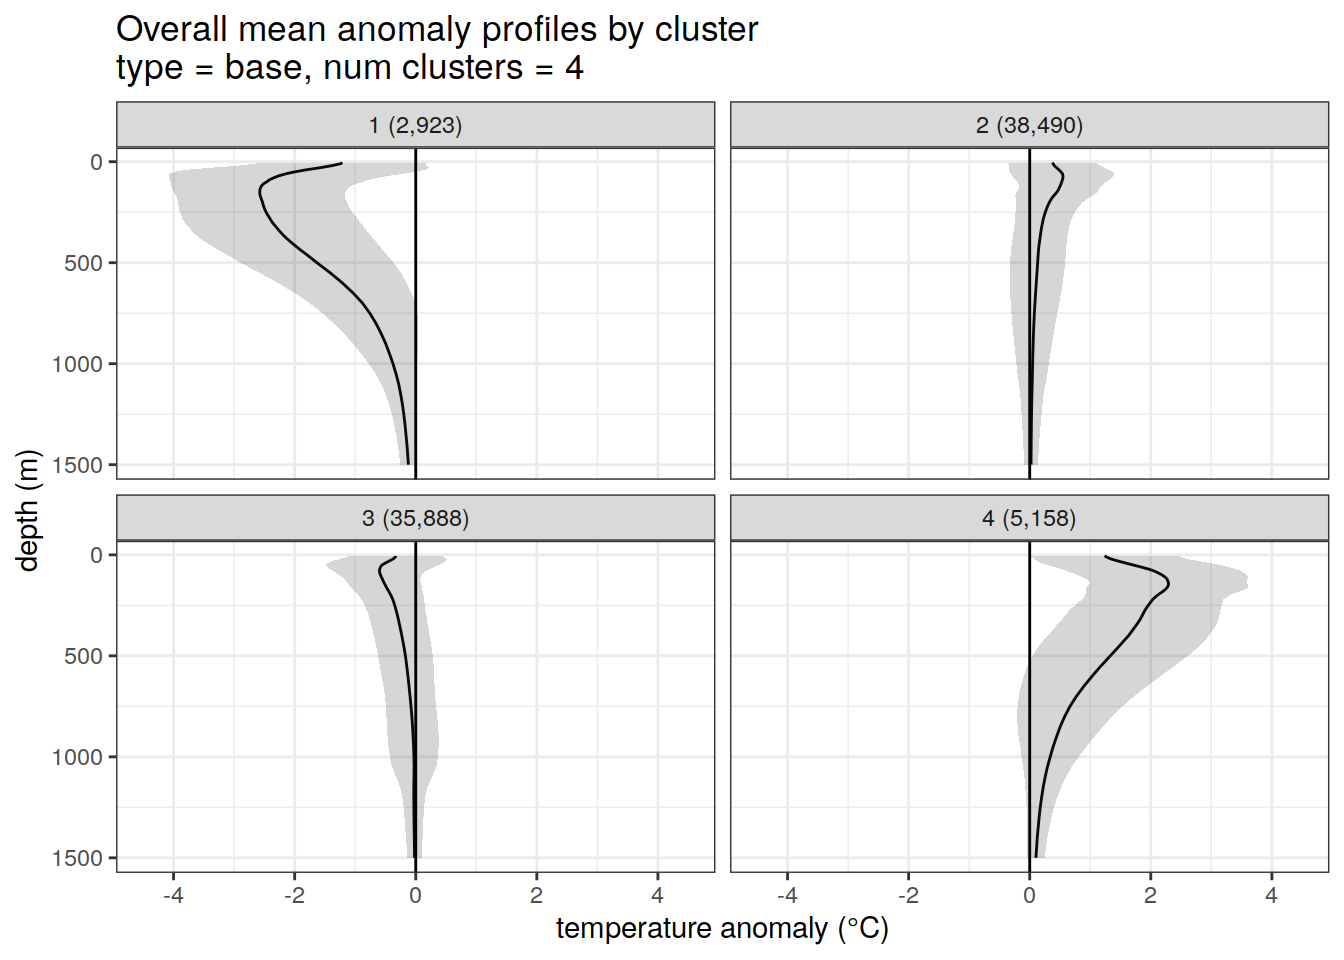 Overall mean anomaly profiles by cluster
type = base, num clusters = 4
1 (2,923)
2 (38,490)
0
500
1000
1500
3 (35,888)
4 (5,158)
0
500
1000
1500
depth (m)
-4 -2 0 2 4
-4 -2 0 2 4
temperature anomaly (°C)